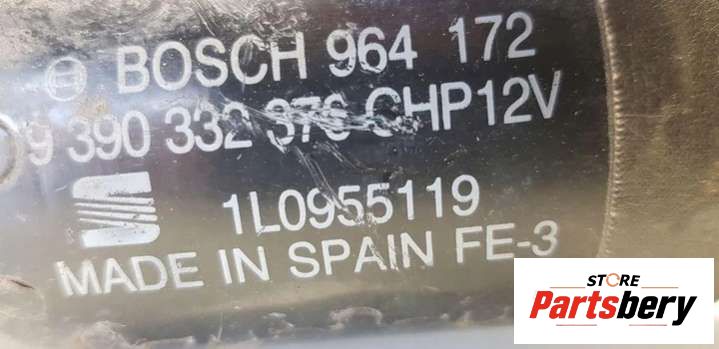 BOSCH 964 172
9 390 332 376 CHP12V
1L0955119
MADE IN SPAIN FE-3
STORE
Partsbery